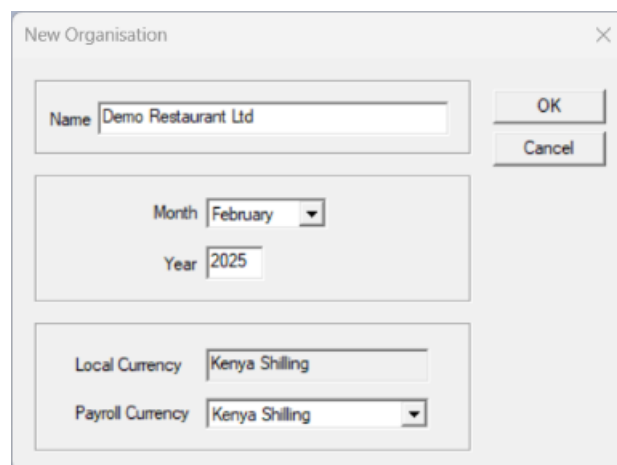 New Organisation
Name Demo Restaurant Ltd
OK
Cancel
Month February
Year 2025
Local Currency Kenya Shilling
Payroll Currency Kenya Shilling